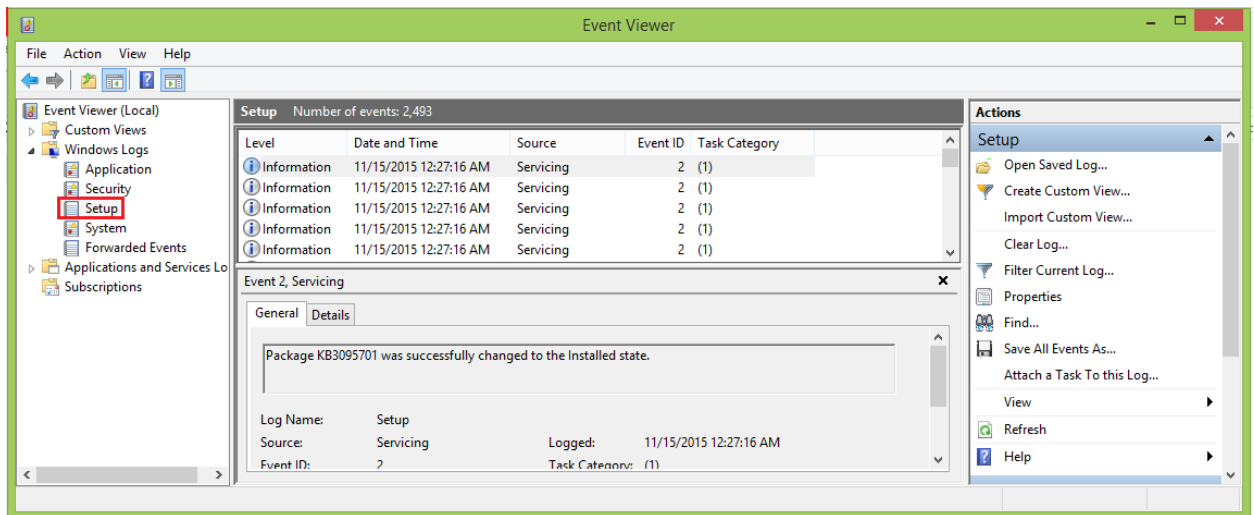 Event Viewer
File Action View Help
Event Viewer (Local)
Custom Views
Windows Logs
Application
Security
Setup
System
Forwarded Events
Applications and Services Lo
Subscriptions
Setup Number of events: 2,493
Level Date and Time Source Event ID Task Category
Information 11/15/2015 12:27:16 AM Servicing 2 (1)
Information 11/15/2015 12:27:16 AM Servicing 2 (1)
Information 11/15/2015 12:27:16 AM Servicing 2 (1)
Information 11/15/2015 12:27:16 AM Servicing 2 (1)
Information 11/15/2015 12:27:16 AM Servicing 2 (1)
Event 2, Servicing
General Details
Package KB3095701 was successfully changed to the Installed state.
Log Name: Setup
Source: Servicing Logged: 11/15/2015 12:27:16 AM
Event ID: 2 Task Category: (1)
Actions
Setup
Open Saved Log...
Create Custom View...
Import Custom View...
Clear Log...
Filter Current Log...
Properties
Find...
Save All Events As...
Attach a Task To this Log...
View
Refresh
Help